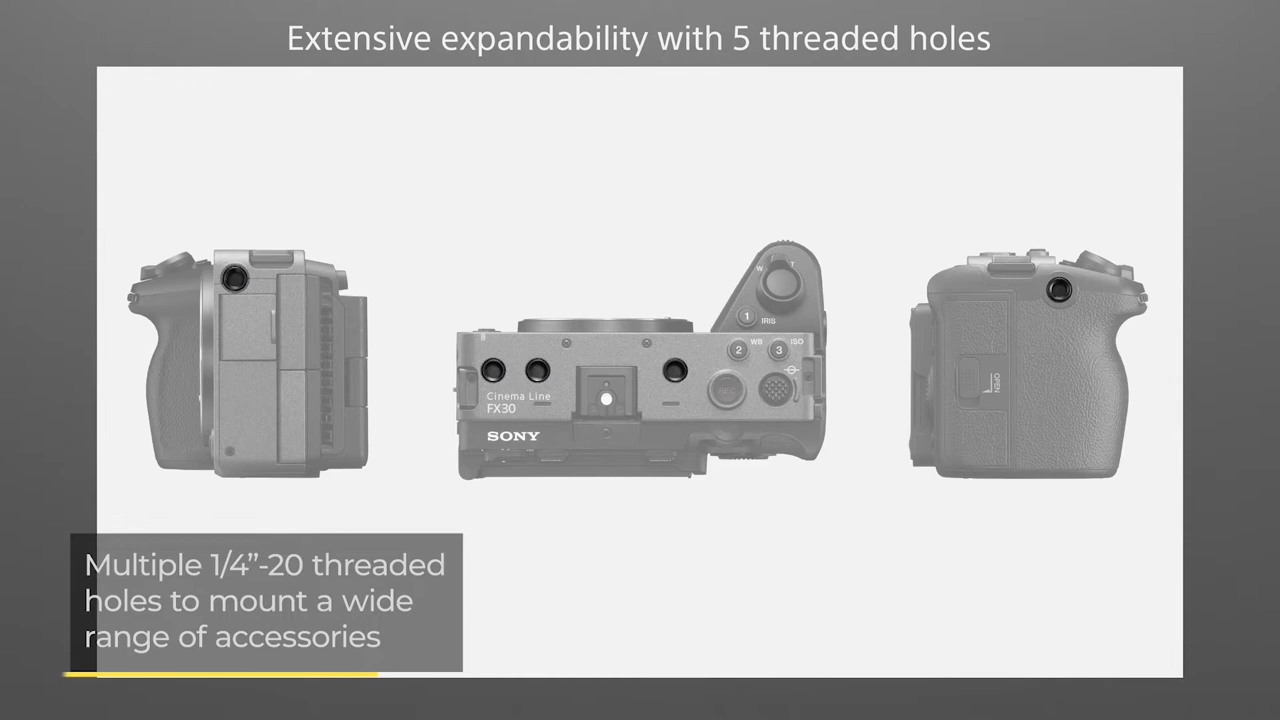 Extensive expandability with 5 threaded holes
W T
1 IRIS
2 WB 3 ISO
REC
Cinema Line
FX30
SONY
OPEN
Multiple 1/4”-20 threaded
holes to mount a wide
range of accessories